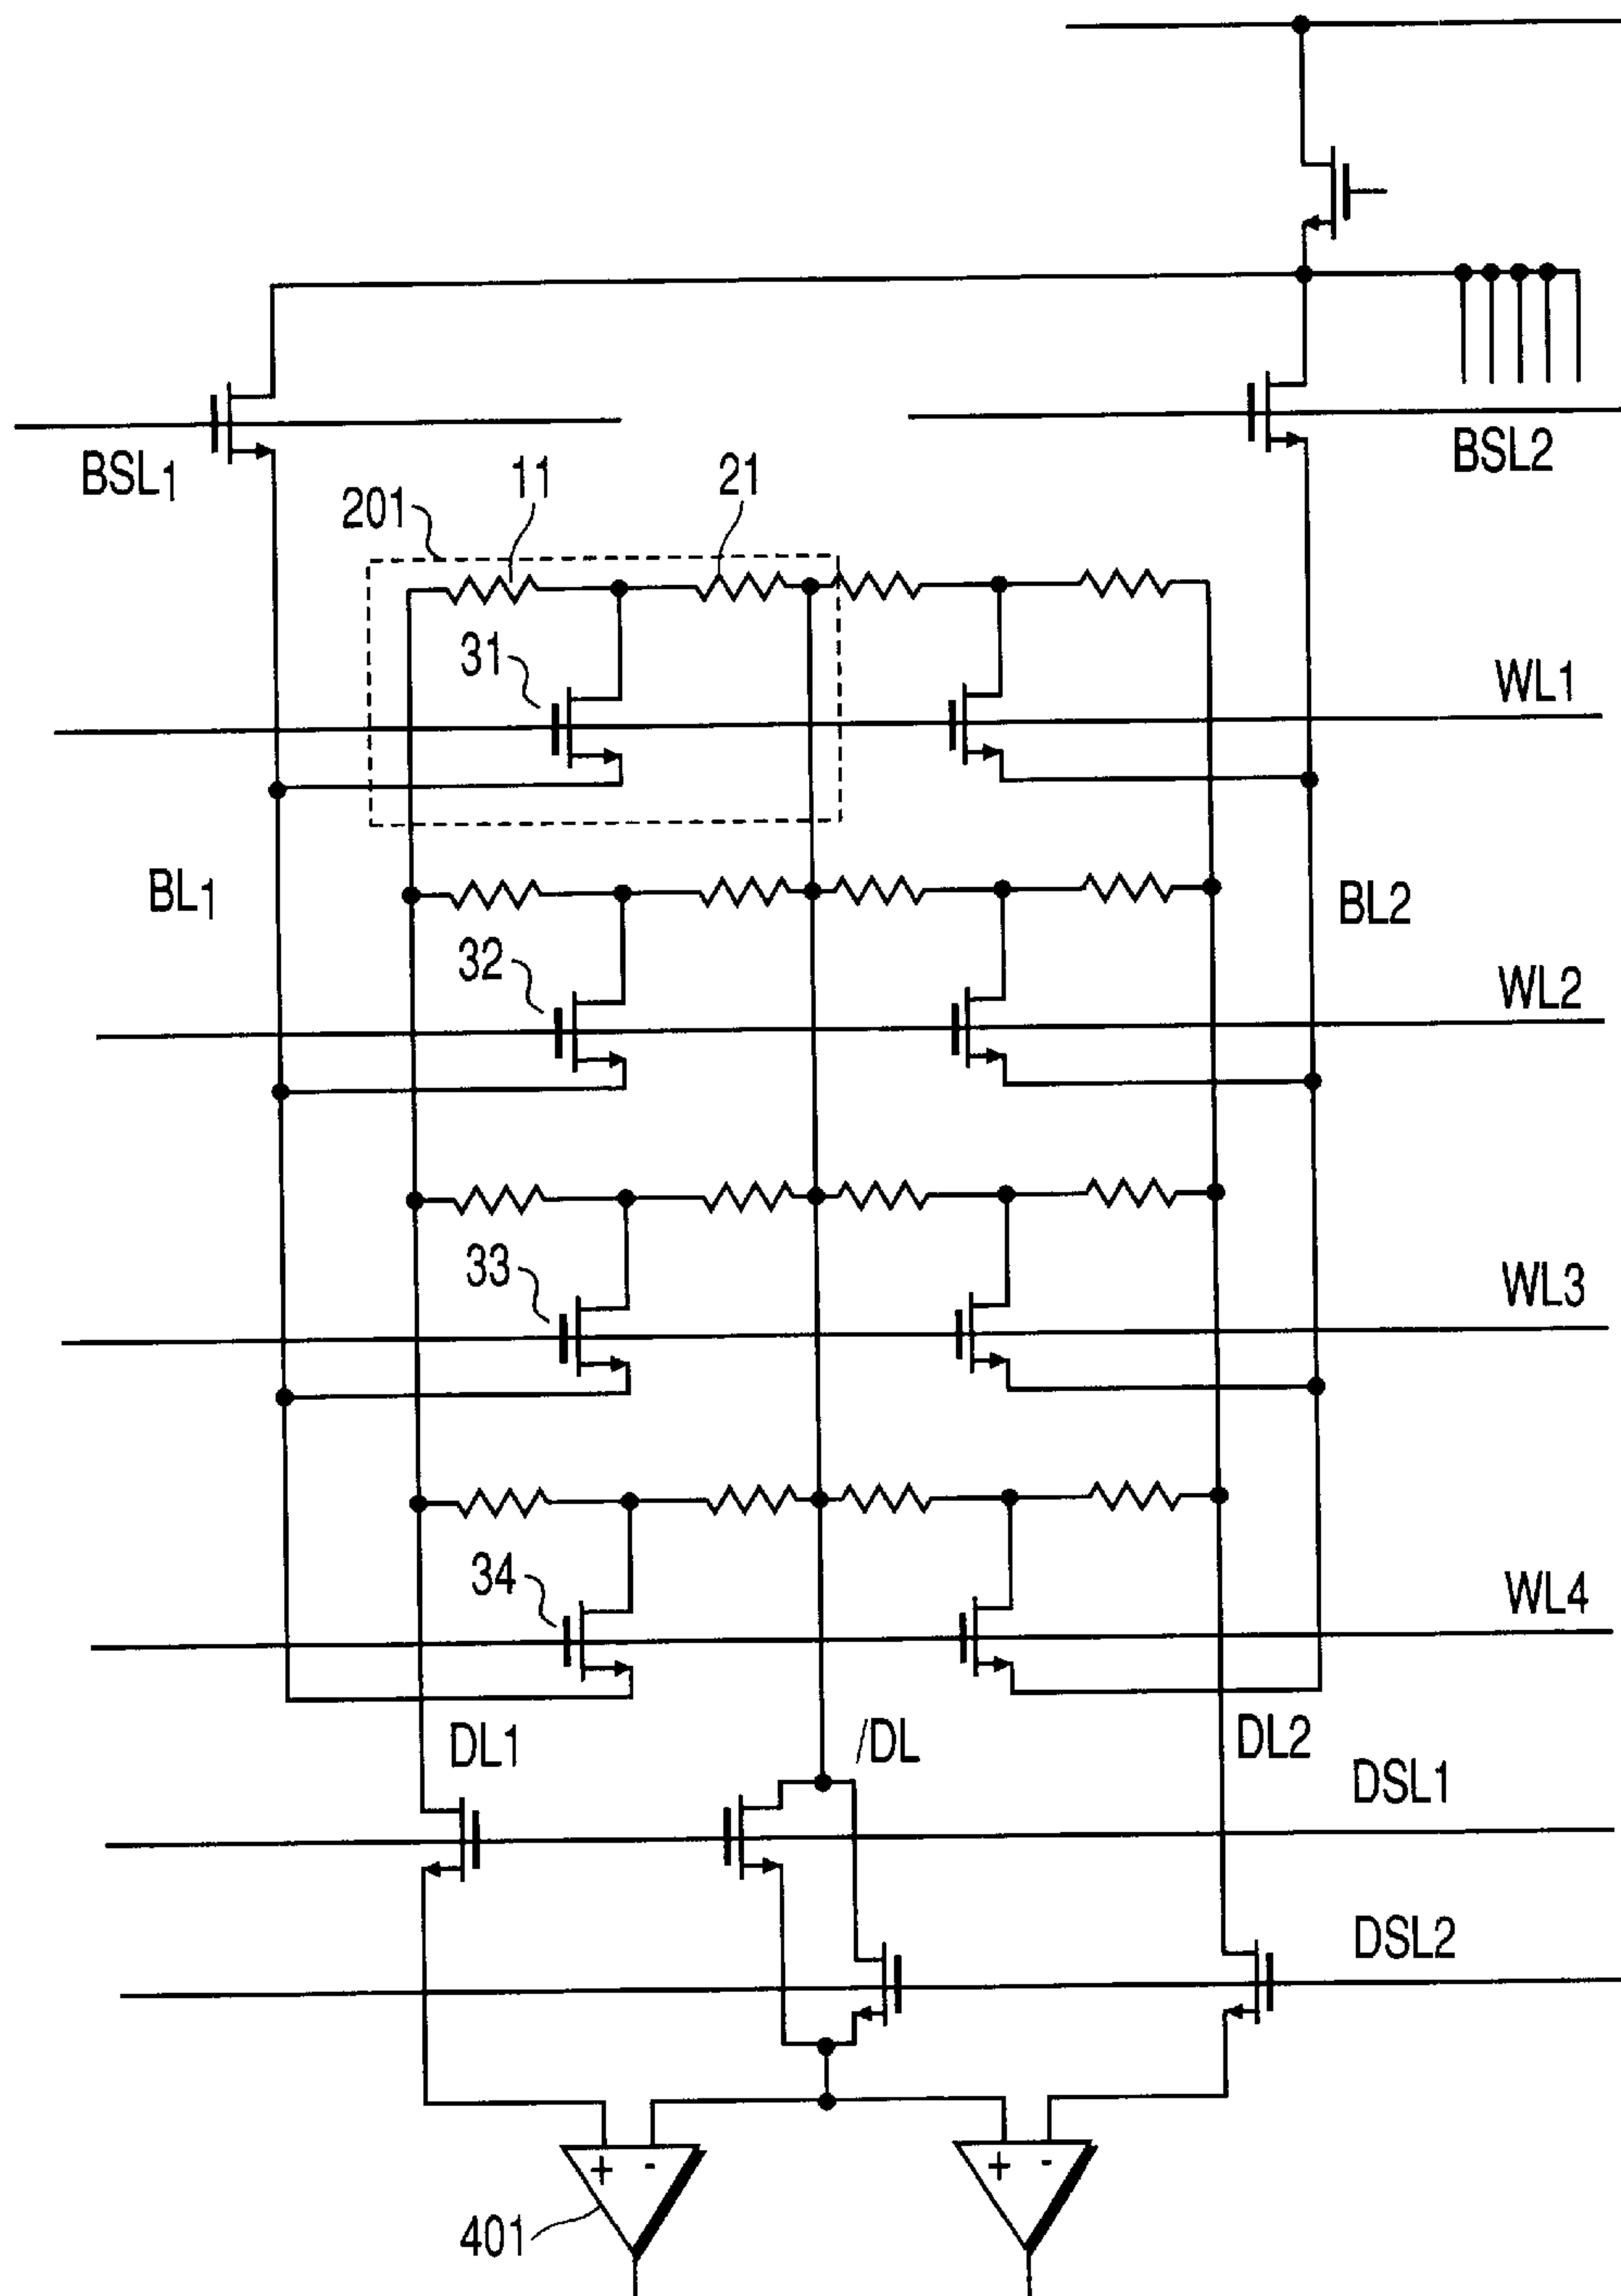 BSL1
BSL2
201
11
21
31
WL1
BL1
BL2
32
WL2
33
WL3
34
WL4
DL1
/DL
DL2
DSL1
DSL2
+ -
+ -
401